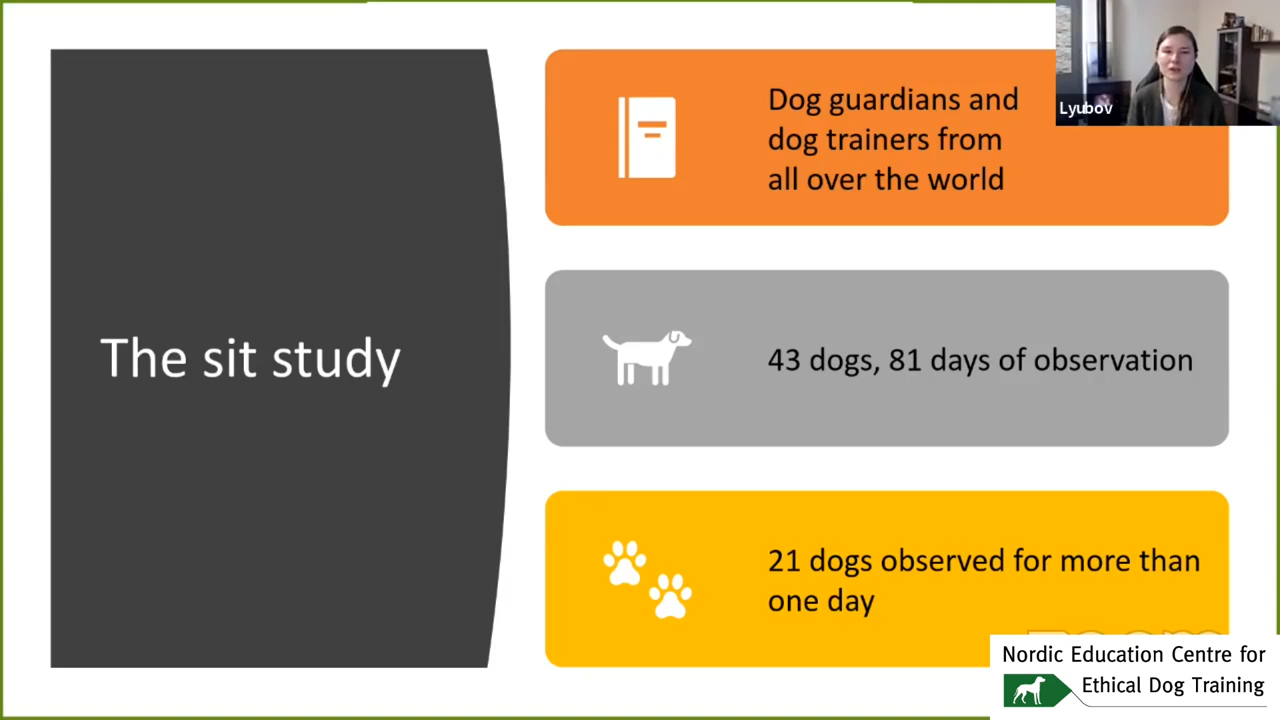 The sit study
Dog guardians and
dog trainers from
all over the world
43 dogs, 81 days of observation
21 dogs observed for more than
one day
Lyubov
zoom
Nordic Education Centre for
Ethical Dog Training